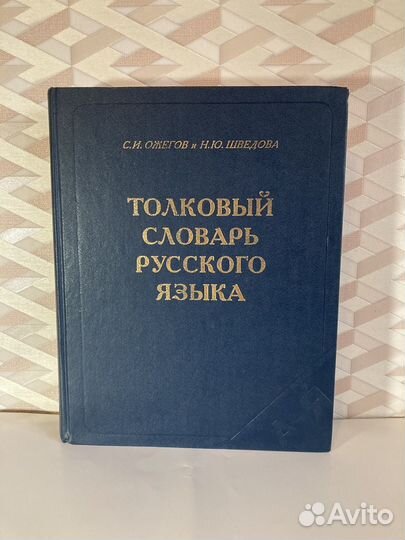 С.И. ОЖЕГОВ и Н.Ю. ШВЕДОВА
ТОЛКОВЫЙ
СЛОВАРЬ
РУССКОГО
ЯЗЫКА
Avito